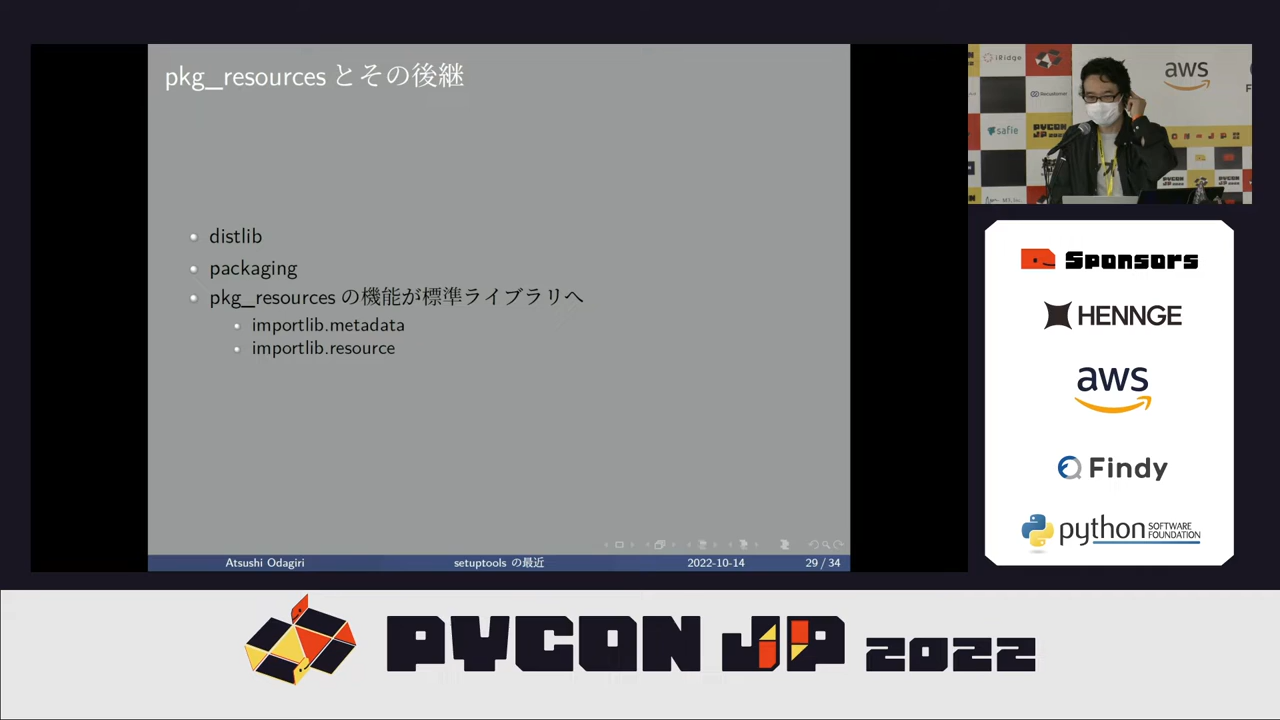 pkg_resources とその後継
distlib
packaging
pkg_resources の機能が標準ライブラリへ
importlib.metadata
importlib.resource
Atsushi Odagiri
setuptools の最近
2022-10-14
29 / 34
iRidge
aws
safie
PYCON
Sponsors
HENNGE
aws
Findy
python
SOFTWARE
FOUNDATION
PYCON JP 2022